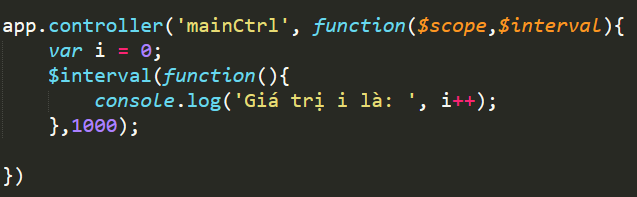 app.controller('mainCtrl', function($scope,$interval){
var i = 0;
$interval(function(){
console.log('Giá trị i là: ', i++);
},1000);
})